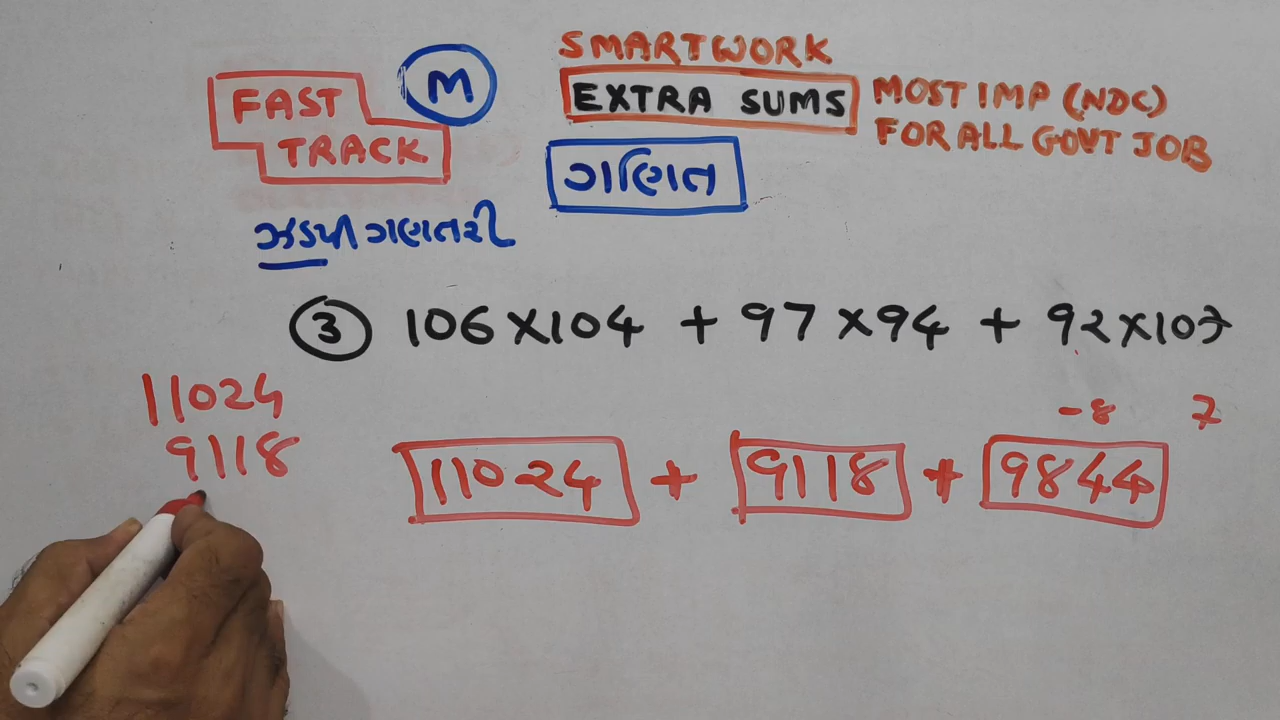 FAST
TRACK
M
SMARTWORK
EXTRA SUMS
MOST IMP (NDC)
FOR ALL GOVT JOB
ગણિત
ઝડપી ગણતરી
3 106 × 104 + 97 × 94 + 92 × 107
-8 7
11024
9118
11024 + 9118 + 9844